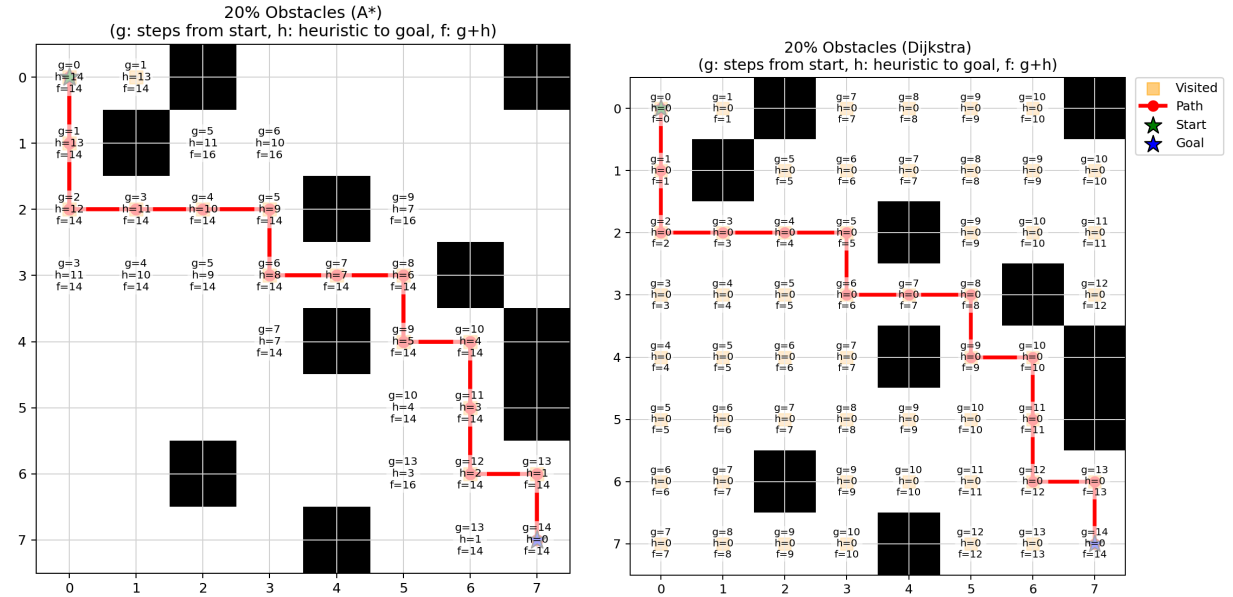 20% Obstacles (A*)
(g: steps from start, h: heuristic to goal, f: g+h)
g=0 g=1
0 h=14 h=13
f=14 f=14
g=1 g=5 g=6
1 h=13 h=11 h=10
f=14 f=16 f=16
g=2 g=3 g=4 g=5 g=9
2 h=12 h=11 h=10 h=9 h=7
f=14 f=14 f=14 f=14 f=16
g=3 g=4 g=5 g=6 g=7 g=8
3 h=11 h=10 h=9 h=8 h=7 h=6
f=14 f=14 f=14 f=14 f=14 f=14
g=7 g=9 g=10
4 h=7 h=5 h=4
f=14 f=14 f=14
g=10 g=11
5 h=4 h=3
f=14 f=14
g=13 g=12 g=13
6 h=3 h=2 h=1
f=16 f=14 f=14
g=13 g=14
7 h=1 h=0
f=14 f=14
0 1 2 3 4 5 6 7
20% Obstacles (Dijkstra)
(g: steps from start, h: heuristic to goal, f: g+h)
g=0 g=1 g=7 g=8 g=9 g=10
0 h=0 h=0 h=0 h=0 h=0 h=0
f=0 f=1 f=7 f=8 f=9 f=10
g=1 g=5 g=6 g=7 g=8 g=9 g=10
1 h=0 h=0 h=0 h=0 h=0 h=0 h=0
f=1 f=5 f=6 f=7 f=8 f=9 f=10
g=2 g=3 g=4 g=5 g=9 g=10 g=11
2 h=0 h=0 h=0 h=0 h=0 h=0 h=0
f=2 f=3 f=4 f=5 f=9 f=10 f=11
g=3 g=4 g=5 g=6 g=7 g=8 g=12
3 h=0 h=0 h=0 h=0 h=0 h=0 h=0
f=3 f=4 f=5 f=6 f=7 f=8 f=12
g=4 g=5 g=6 g=7 g=9 g=10
4 h=0 h=0 h=0 h=0 h=0 h=0
f=4 f=5 f=6 f=7 f=9 f=10
g=5 g=6 g=7 g=8 g=9 g=10 g=11
5 h=0 h=0 h=0 h=0 h=0 h=0 h=0
f=5 f=6 f=7 f=8 f=9 f=10 f=11
g=6 g=7 g=9 g=10 g=11 g=12 g=13
6 h=0 h=0 h=0 h=0 h=0 h=0 h=0
f=6 f=7 f=9 f=10 f=11 f=12 f=13
g=7 g=8 g=9 g=10 g=12 g=13 g=14
7 h=0 h=0 h=0 h=0 h=0 h=0 h=0
f=7 f=8 f=9 f=10 f=12 f=13 f=14
0 1 2 3 4 5 6 7
Visited
Path
Start
Goal